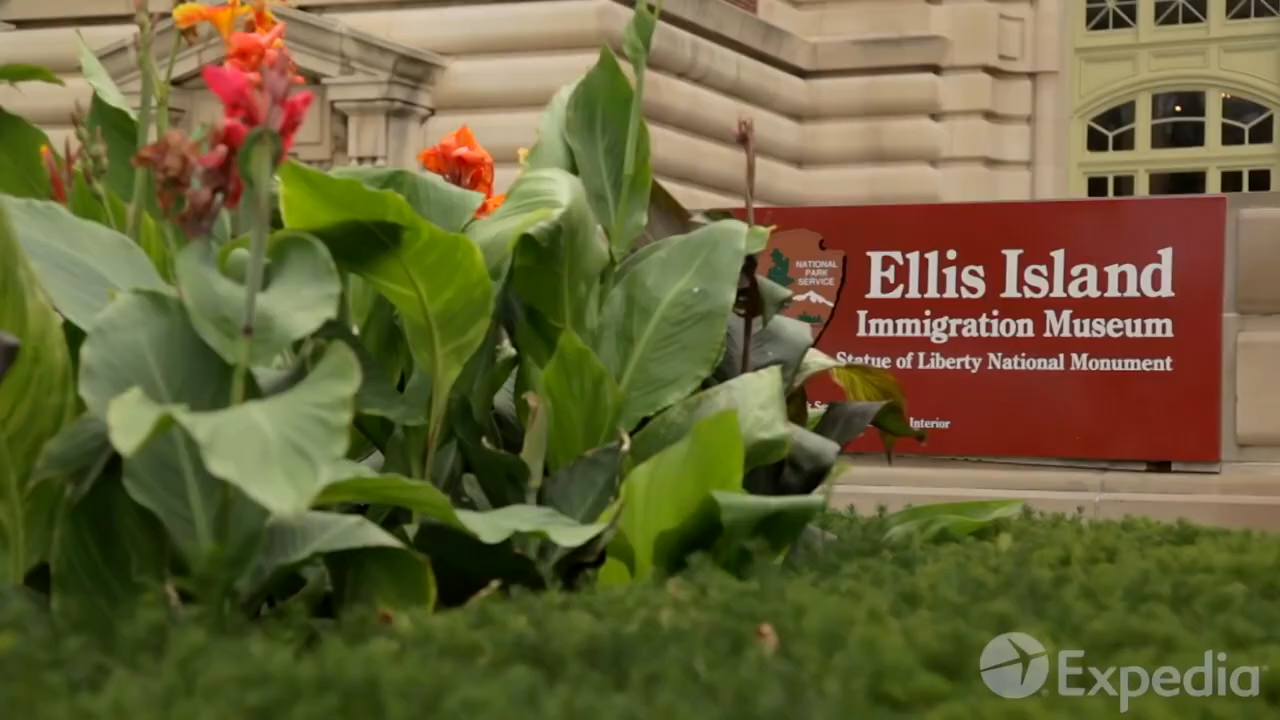 NATIONAL
PARK
SERVICE
Ellis Island
Immigration Museum
Statue of Liberty National Monument
Interior
Expedia